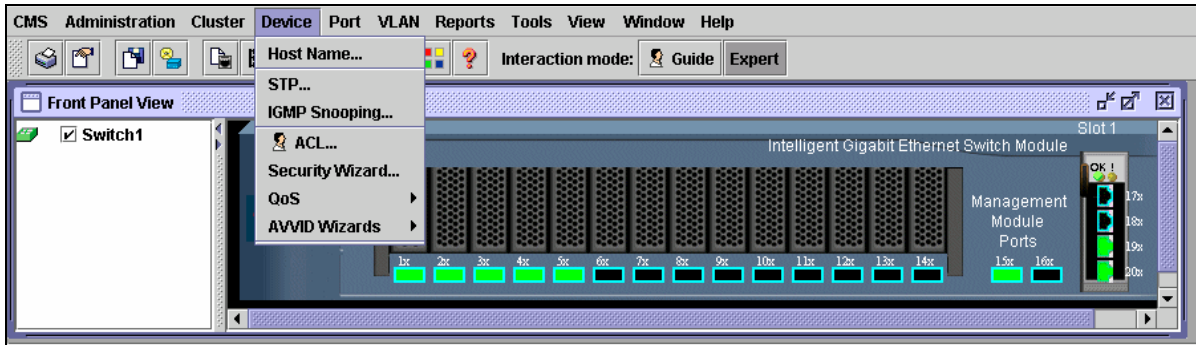 CMS Administration Cluster Device Port VLAN Reports Tools View Window Help
Host Name...
? Interaction mode: Guide Expert
STP...
IGMP Snooping...
ACL...
Security Wizard...
QoS
AVVID Wizards
Front Panel View
Switch1
Slot 1
Intelligent Gigabit Ethernet Switch Module
OK !
Management
Module
Ports
17x
18x
19x
20x
1x 2x 3x 4x 5x 6x 7x 8x 9x 10x 11x 12x 13x 14x 15x 16x